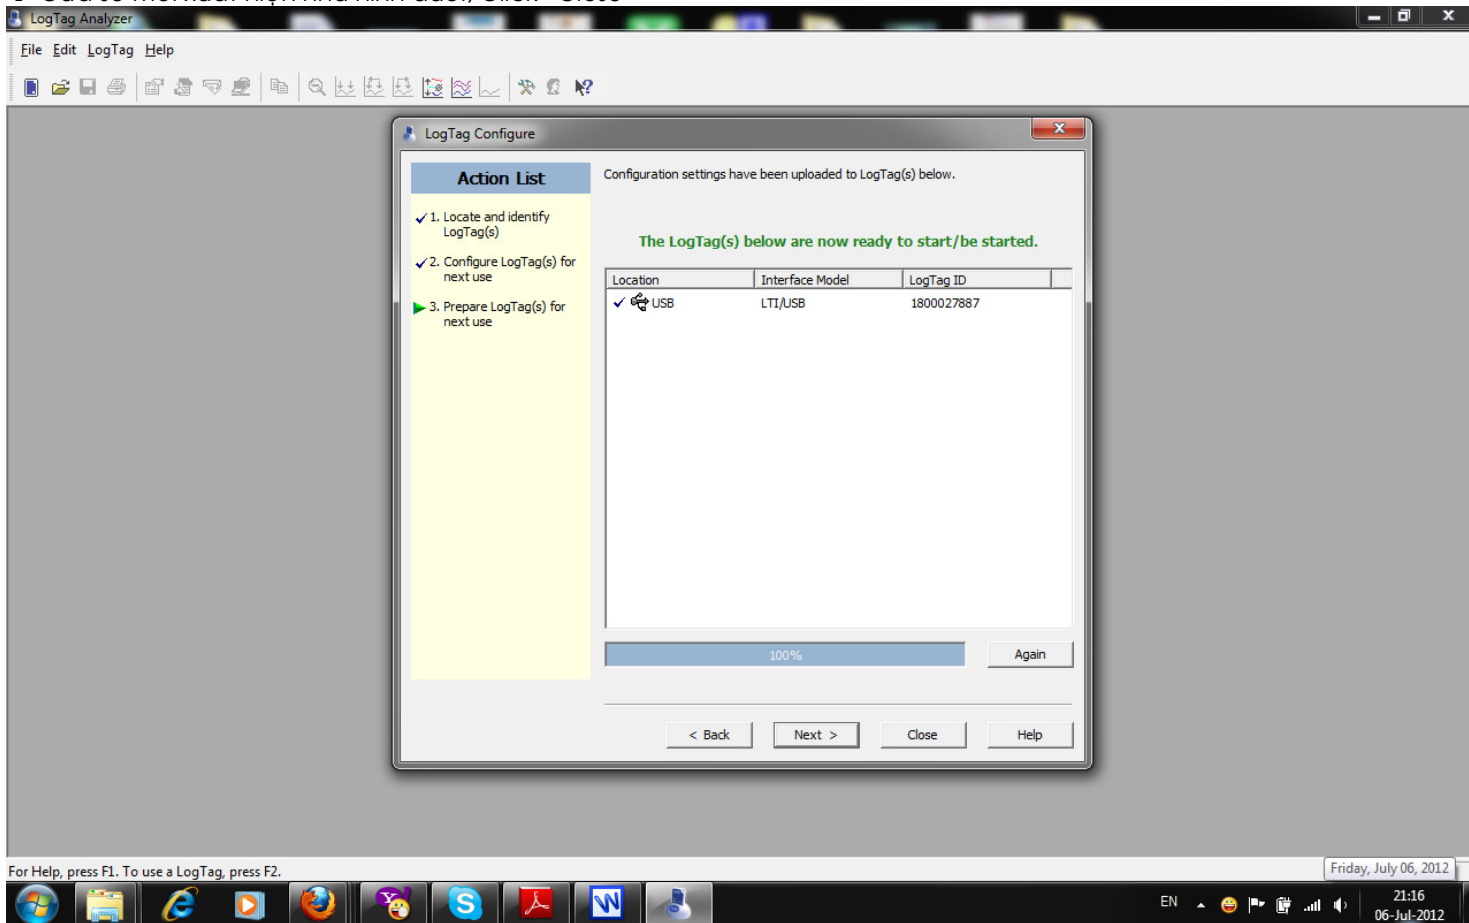 LogTag Analyzer
File Edit LogTag Help
LogTag Configure
Action List
1. Locate and identify
LogTag(s)
2. Configure LogTag(s) for
next use
3. Prepare LogTag(s) for
next use
Configuration settings have been uploaded to LogTag(s) below.
The LogTag(s) below are now ready to start/be started.
Location Interface Model LogTag ID
USB LTI/USB 1800027887
100%
Again
< Back Next > Close Help
For Help, press F1. To use a LogTag, press F2.
Friday, July 06, 2012
EN
21:16
06-Jul-2012